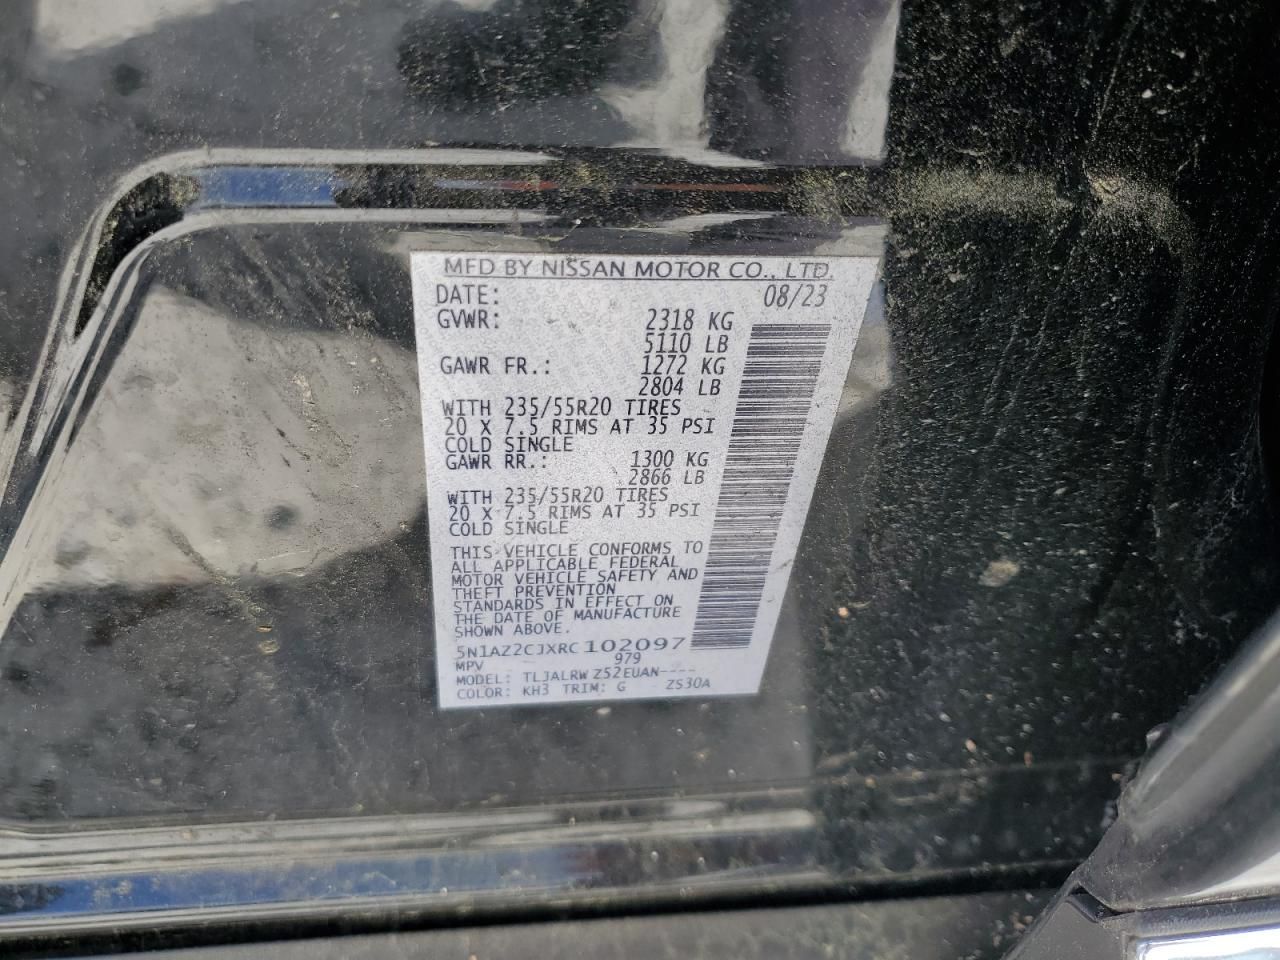 MFD BY NISSAN MOTOR CO., LTD.
DATE: 08/23
GVWR: 2318 KG
5110 LB
GAWR FR.: 1272 KG
2804 LB
WITH 235/55R20 TIRES
20 X 7.5 RIMS AT 35 PSI
COLD SINGLE
GAWR RR.: 1300 KG
2866 LB
WITH 235/55R20 TIRES
20 X 7.5 RIMS AT 35 PSI
COLD SINGLE
THIS VEHICLE CONFORMS TO
ALL APPLICABLE FEDERAL
MOTOR VEHICLE SAFETY AND
THEFT PREVENTION
STANDARDS IN EFFECT ON
THE DATE OF MANUFACTURE
SHOWN ABOVE.
5N1AZ2CJXRC102097
MPV 979
MODEL: TLJALRWZ52EUAN----
COLOR: KH3 TRIM: G ZS30A